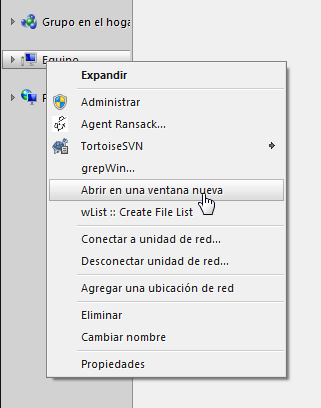 Grupo en el hoga
Equipo
Expandir
Administrar
Agent Ransack...
TortoiseSVN
grepWin...
Abrir en una ventana nueva
wList :: Create File List
Conectar a unidad de red...
Desconectar unidad de red...
Agregar una ubicación de red
Eliminar
Cambiar nombre
Propiedades